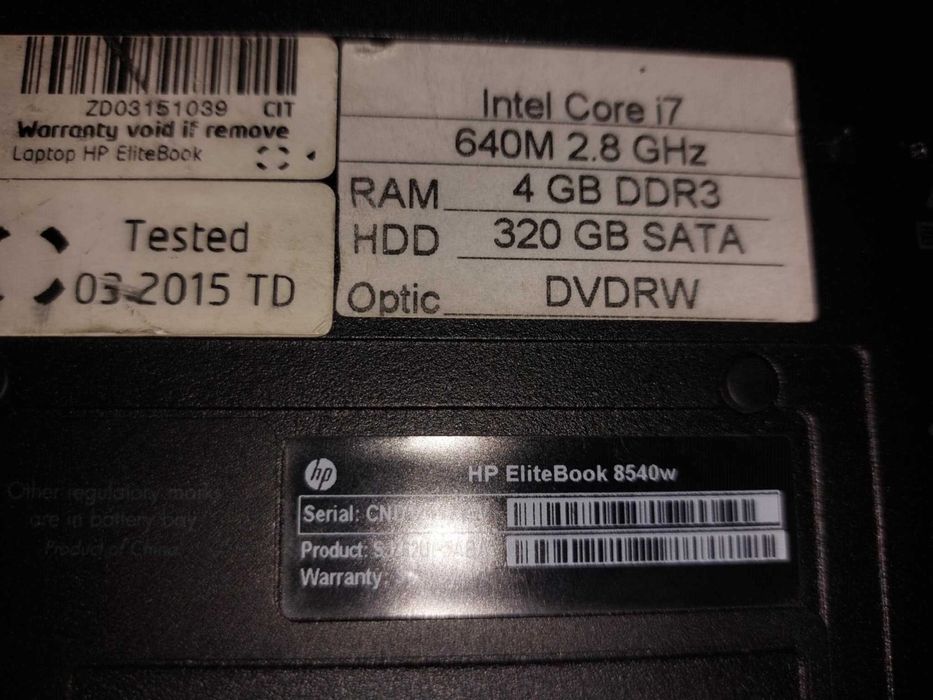 ZD03151039 CIT
Warranty void if remove
Laptop HP EliteBook
Tested
03.2015 TD
Intel Core i7
640M 2.8 GHz
RAM 4 GB DDR3
HDD 320 GB SATA
Optic DVDRW
hp
HP EliteBook 8540w
Serial:
Product:
Warranty
Other regulatory marks
are in battery bay
Product of China